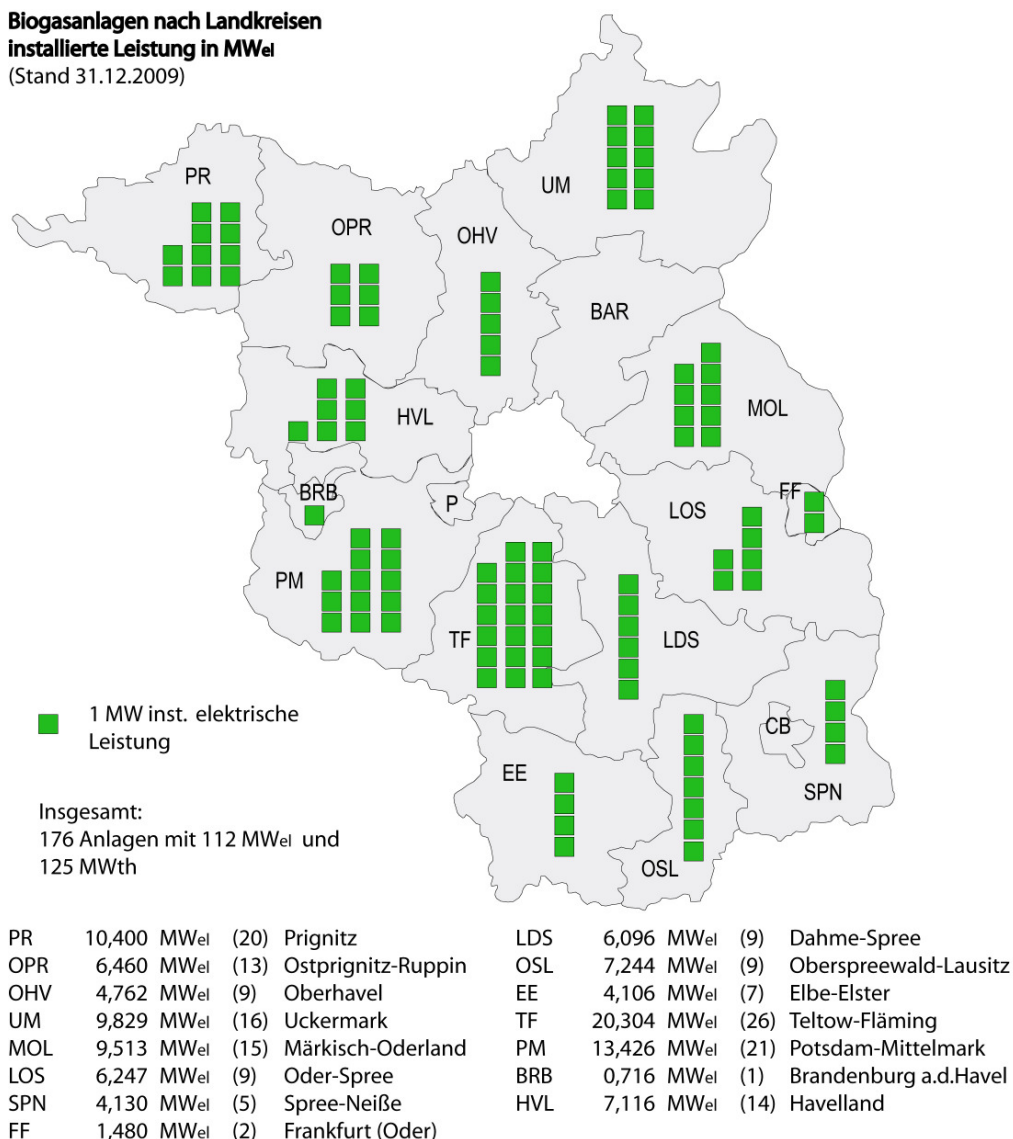 Biogasanlagen nach Landkreisen
installierte Leistung in MWel
(Stand 31.12.2009)
PR
OPR
OHV
UM
BAR
MOL
HVL
BRB
P
FF
LOS
PM
TF
LDS
CB
SPN
EE
OSL
1 MW inst. elektrische
Leistung
Insgesamt:
176 Anlagen mit 112 MWel und
125 MWth
PR 10,400 MWel (20) Prignitz
OPR 6,460 MWel (13) Ostprignitz-Ruppin
OHV 4,762 MWel (9) Oberhavel
UM 9,829 MWel (16) Uckermark
MOL 9,513 MWel (15) Märkisch-Oderland
LOS 6,247 MWel (9) Oder-Spree
SPN 4,130 MWel (5) Spree-Neiße
FF 1,480 MWel (2) Frankfurt (Oder)
LDS 6,096 MWel (9) Dahme-Spree
OSL 7,244 MWel (9) Oberspreewald-Lausitz
EE 4,106 MWel (7) Elbe-Elster
TF 20,304 MWel (26) Teltow-Fläming
PM 13,426 MWel (21) Potsdam-Mittelmark
BRB 0,716 MWel (1) Brandenburg a.d.Havel
HVL 7,116 MWel (14) Havelland